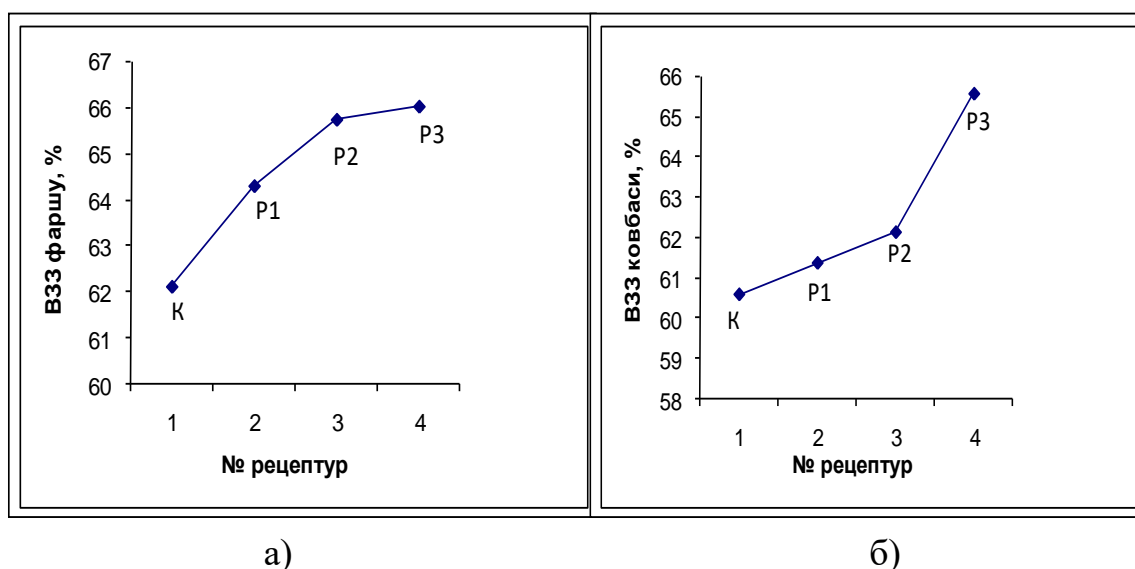 67
66
65
64
63
62
61
60
ВЗЗ фаршу, %
К
Р1
Р2
Р3
1 2 3 4
№ рецептур
66
65
64
63
62
61
60
59
58
ВЗЗ ковбаси, %
К
Р1
Р2
Р3
1 2 3 4
№ рецептур
а) б)